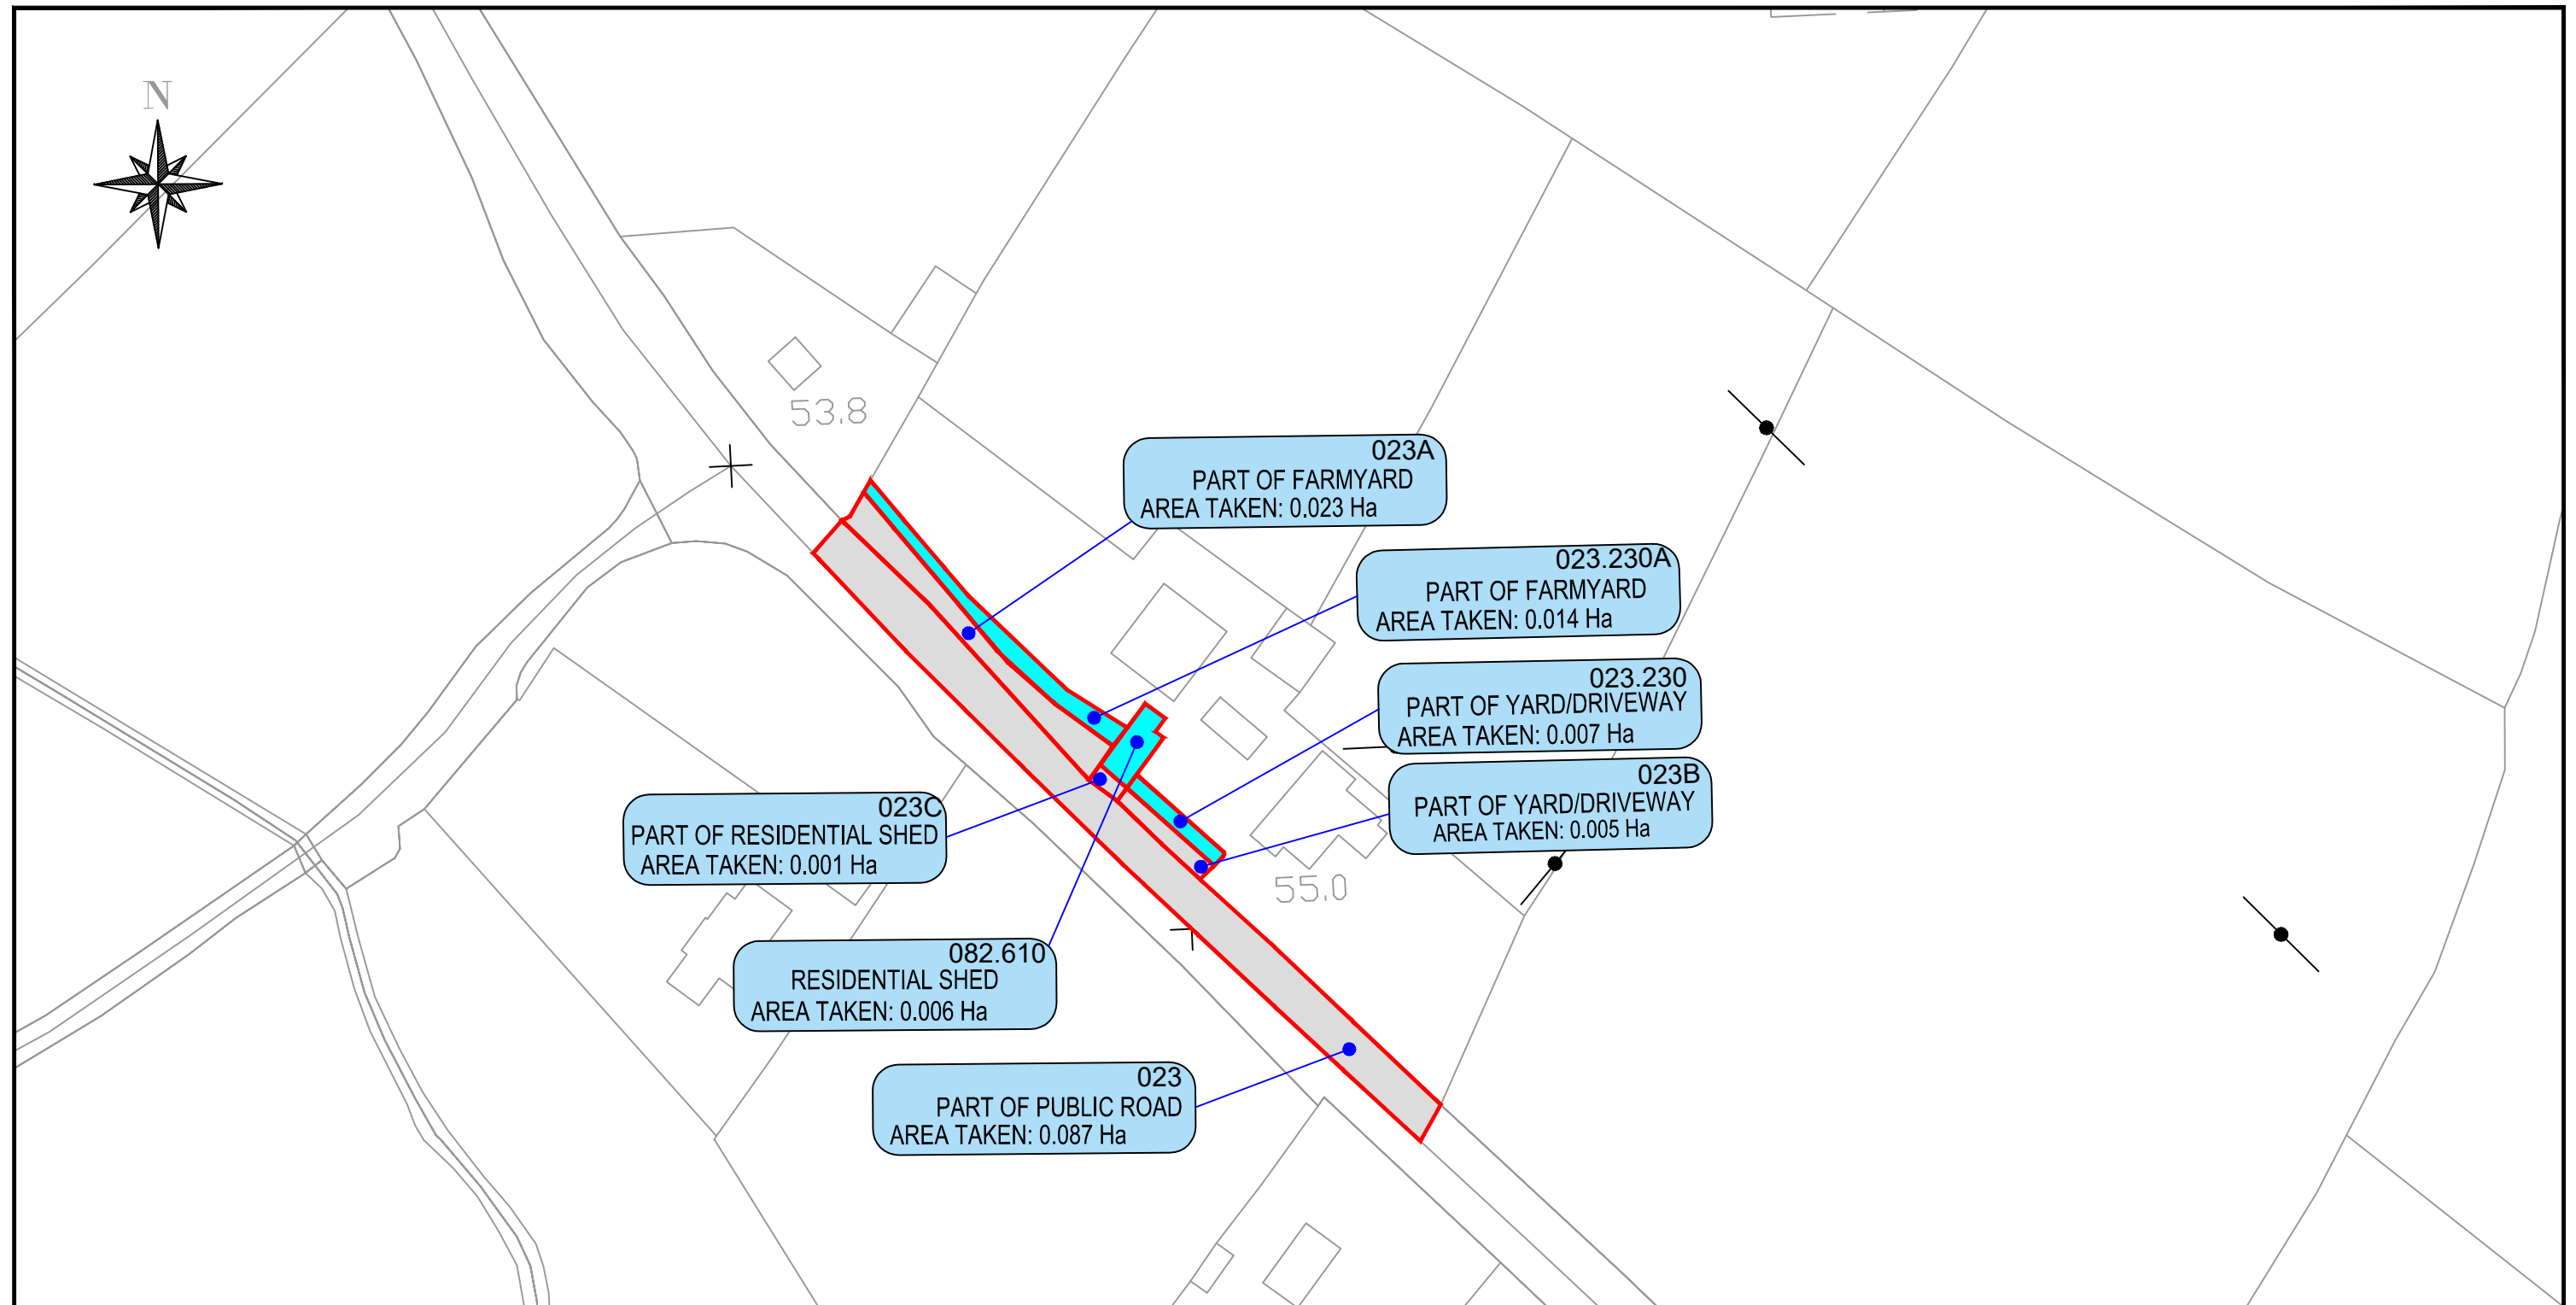 N
53.8
023A
PART OF FARMYARD
AREA TAKEN: 0.023 Ha
023.230A
PART OF FARMYARD
AREA TAKEN: 0.014 Ha
023.230
PART OF YARD/DRIVEWAY
AREA TAKEN: 0.007 Ha
023B
PART OF YARD/DRIVEWAY
AREA TAKEN: 0.005 Ha
023C
PART OF RESIDENTIAL SHED
AREA TAKEN: 0.001 Ha
55.0
082.610
RESIDENTIAL SHED
AREA TAKEN: 0.006 Ha
023
PART OF PUBLIC ROAD
AREA TAKEN: 0.087 Ha